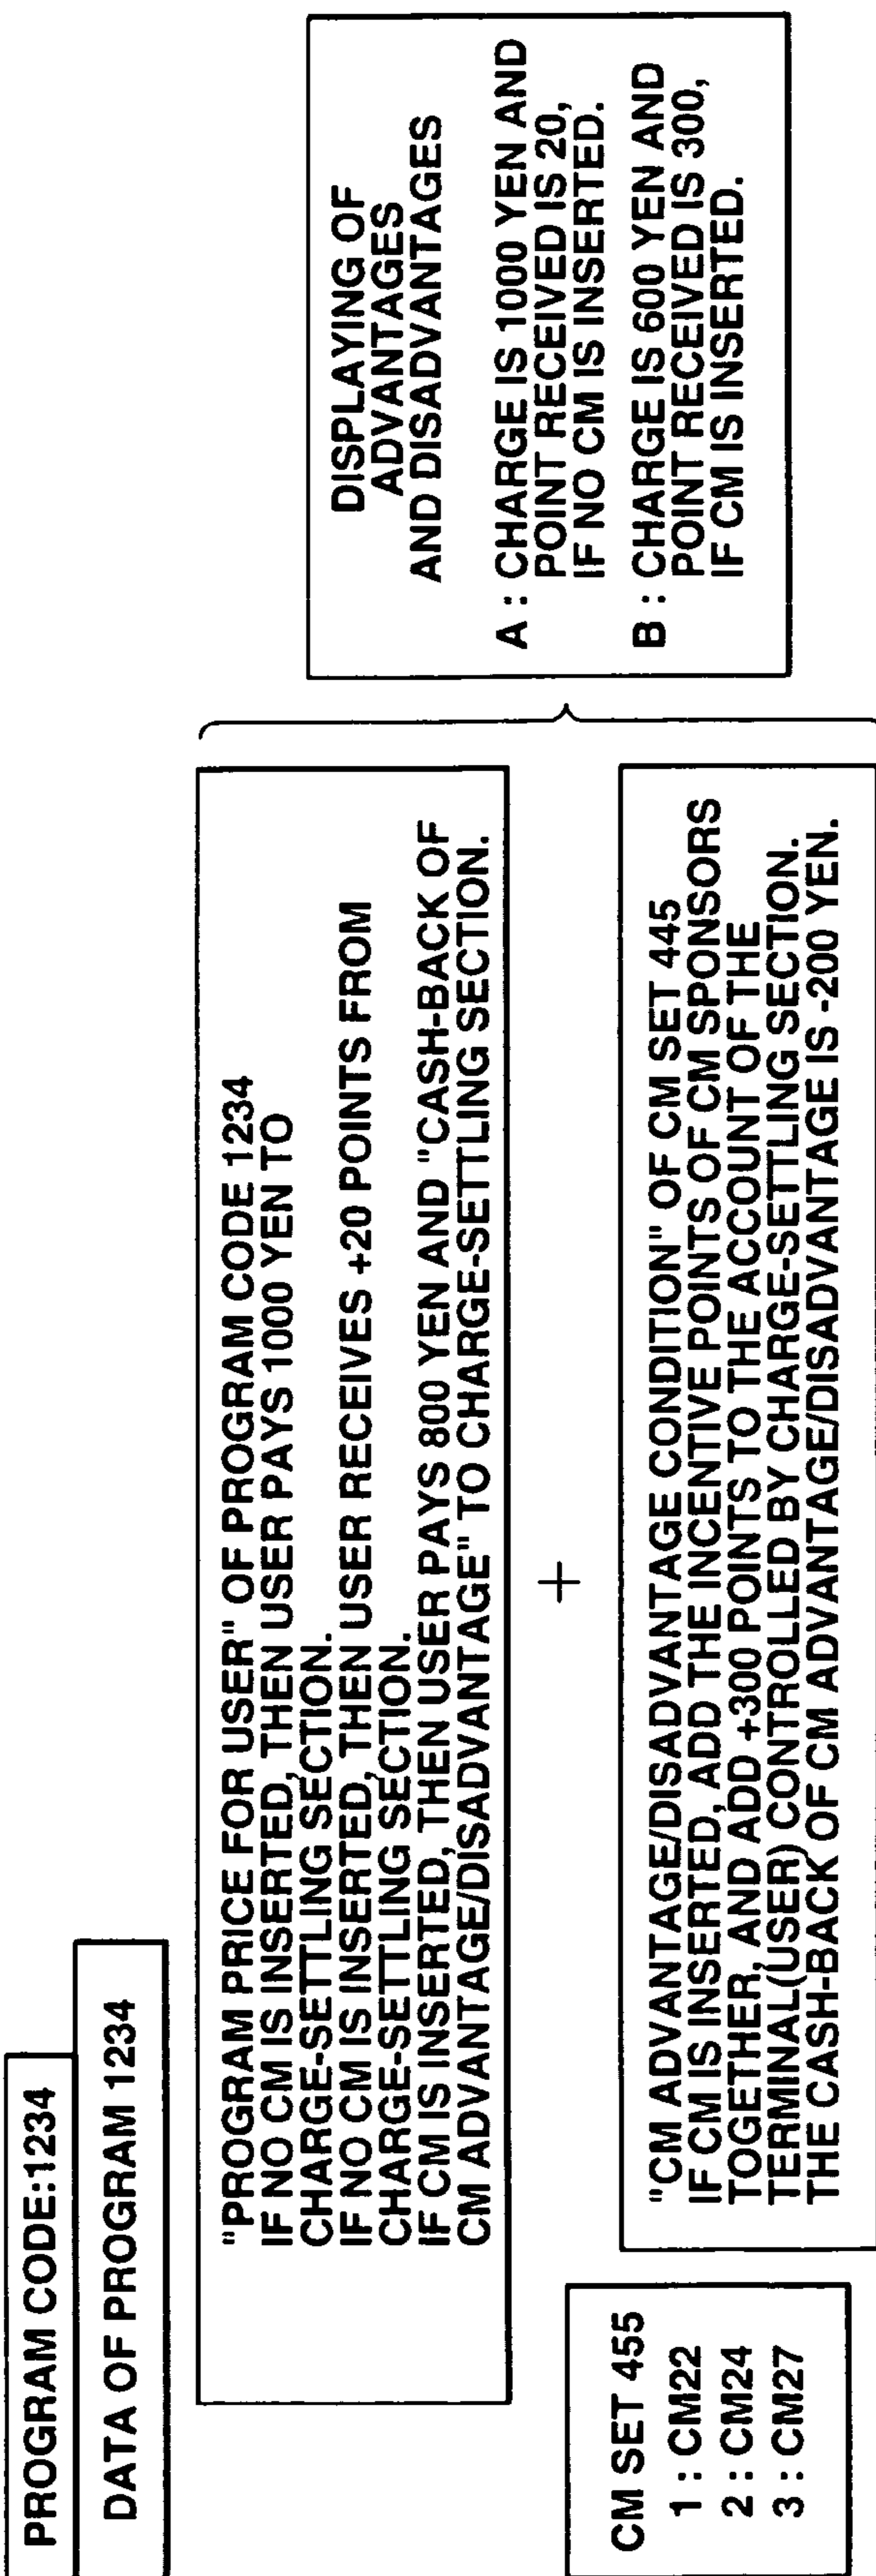 PROGRAM CODE:1234
DATA OF PROGRAM 1234
"PROGRAM PRICE FOR USER" OF PROGRAM CODE 1234
IF NO CM IS INSERTED, THEN USER PAYS 1000 YEN TO
CHARGE-SETTLING SECTION.
IF NO CM IS INSERTED, THEN USER RECEIVES +20 POINTS FROM
CHARGE-SETTLING SECTION.
IF CM IS INSERTED, THEN USER PAYS 800 YEN AND "CASH-BACK OF
CM ADVANTAGE/DISADVANTAGE" TO CHARGE-SETTLING SECTION.
+
CM SET 455
1 : CM22
2 : CM24
3 : CM27
"CM ADVANTAGE/DISADVANTAGE CONDITION" OF CM SET 445
IF CM IS INSERTED, ADD THE INCENTIVE POINTS OF CM SPONSORS
TOGETHER, AND ADD +300 POINTS TO THE ACCOUNT OF THE
TERMINAL(USER) CONTROLLED BY CHARGE-SETTLING SECTION.
THE CASH-BACK OF CM ADVANTAGE/DISADVANTAGE IS -200 YEN.
DISPLAYING OF
ADVANTAGES
AND DISADVANTAGES
A : CHARGE IS 1000 YEN AND
POINT RECEIVED IS 20,
IF NO CM IS INSERTED.
B : CHARGE IS 600 YEN AND
POINT RECEIVED IS 300,
IF CM IS INSERTED.